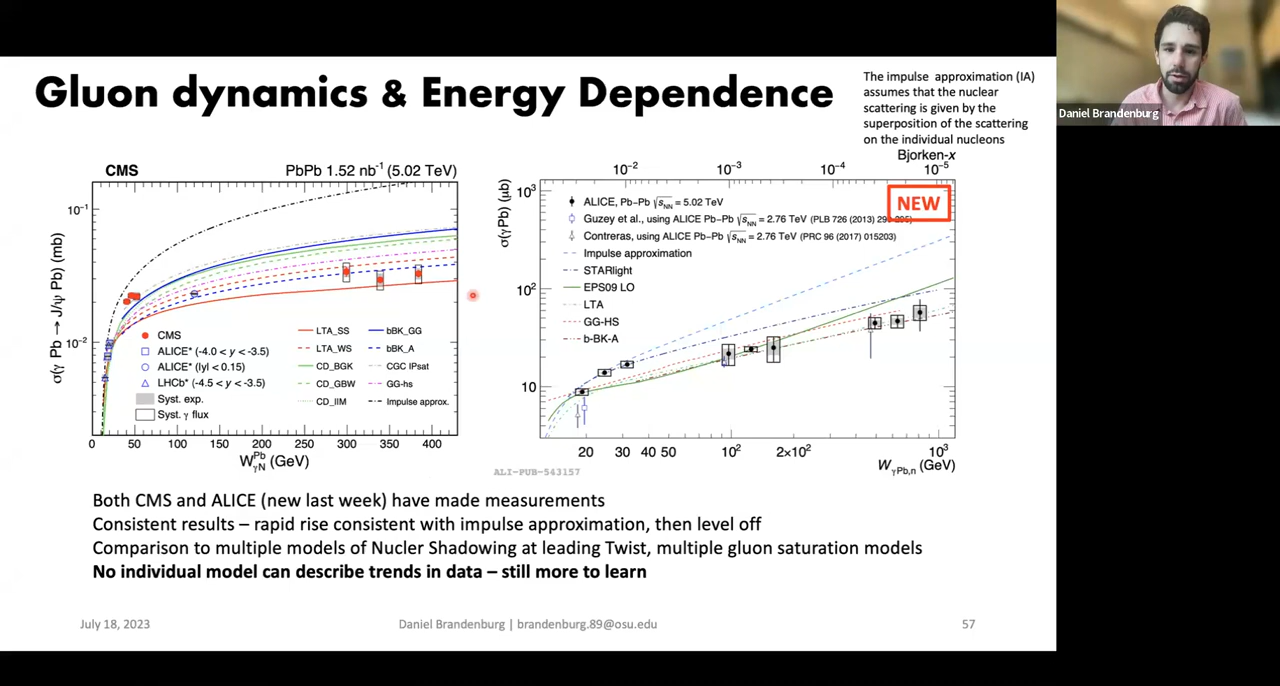 Gluon dynamics & Energy Dependence
The impulse approximation (IA)
assumes that the nuclear
scattering is given by the
superposition of the scattering
on the individual nucleons
Daniel Brandenburg
CMS
PbPb 1.52 nb⁻¹ (5.02 TeV)
σ(γ Pb → J/ψ Pb) (mb)
10⁻¹
10⁻²
CMS
ALICE* (-4.0 < y < -3.5)
ALICE* (|y| < 0.15)
LHCb* (-4.5 < y < -3.5)
Syst. exp.
Syst. γ flux
LTA_SS
LTA_WS
CD_BGK
CD_GBW
CD_IIM
bBK_GG
bBK_A
CGC IPsat
GG-hs
Impulse approx.
0 50 100 150 200 250 300 350 400
W^Pb_γN (GeV)
Bjorken-x
10⁻² 10⁻³ 10⁻⁴ 10⁻⁵
σ(γPb) (μb)
10³
10²
10
NEW
ALICE, Pb-Pb √s_NN = 5.02 TeV
Guzey et al., using ALICE Pb-Pb √s_NN = 2.76 TeV (PLB 726 (2013)
Contreras, using ALICE Pb-Pb √s_NN = 2.76 TeV (PRC 96 (2017) 015203)
Impulse approximation
STARlight
EPS09 LO
LTA
GG-HS
b-BK-A
20 30 40 50 10² 2×10² 10³
W_γPb,n (GeV)
ALI-PUB-543157
Both CMS and ALICE (new last week) have made measurements
Consistent results – rapid rise consistent with impulse approximation, then level off
Comparison to multiple models of Nucler Shadowing at leading Twist, multiple gluon saturation models
No individual model can describe trends in data – still more to learn
July 18, 2023
Daniel Brandenburg | brandenburg.89@osu.edu
57